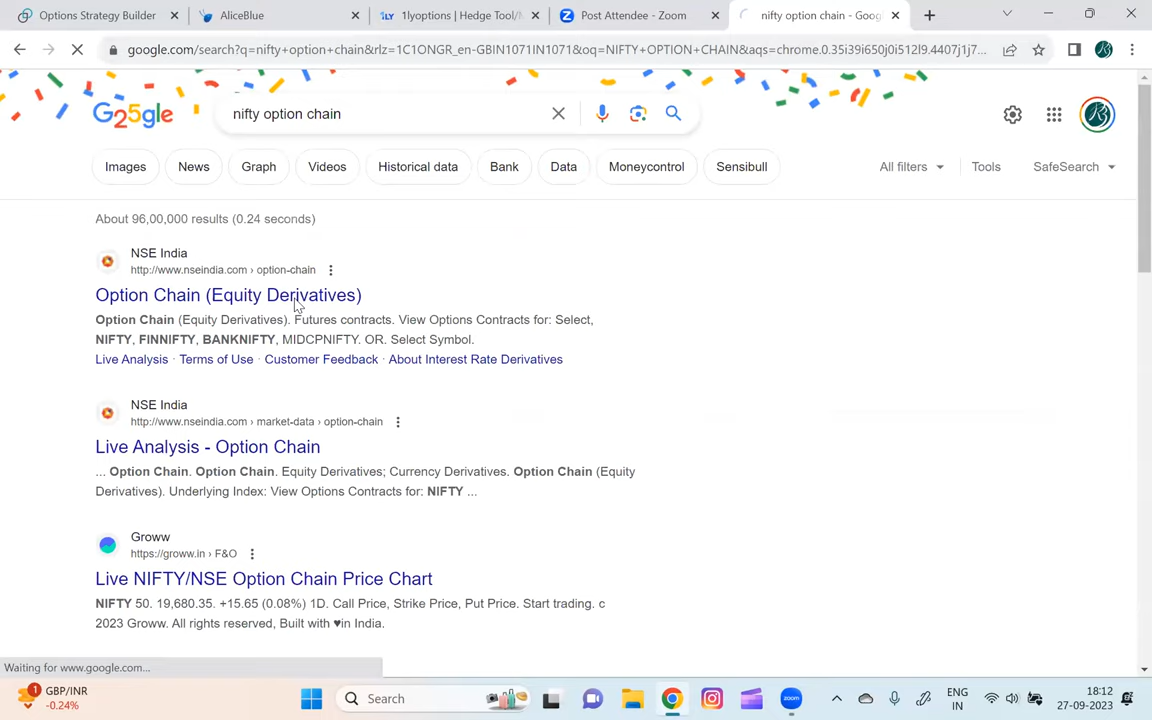 Options Strategy Builder
AliceBlue
1lyoptions | Hedge Tool/M
Post Attendee - Zoom
nifty option chain - Goog
google.com/search?q=nifty+option+chain&rlz=1C1ONGR_en-GBIN1071IN1071&oq=NIFTY+OPTION+CHAIN&aqs=chrome.0.35i39i650j0i512l9.4407j1j7...
G25gle
nifty option chain
Images
News
Graph
Videos
Historical data
Bank
Data
Moneycontrol
Sensibull
All filters
Tools
SafeSearch
About 96,00,000 results (0.24 seconds)
NSE India
http://www.nseindia.com › option-chain
Option Chain (Equity Derivatives)
Option Chain (Equity Derivatives). Futures contracts. View Options Contracts for: Select,
NIFTY, FINNIFTY, BANKNIFTY, MIDCPNIFTY. OR. Select Symbol.
Live Analysis · Terms of Use · Customer Feedback · About Interest Rate Derivatives
NSE India
http://www.nseindia.com › market-data › option-chain
Live Analysis - Option Chain
... Option Chain. Option Chain. Equity Derivatives; Currency Derivatives. Option Chain (Equity
Derivatives). Underlying Index: View Options Contracts for: NIFTY ...
Groww
https://groww.in › F&O
Live NIFTY/NSE Option Chain Price Chart
NIFTY 50. 19,680.35. +15.65 (0.08%) 1D. Call Price, Strike Price, Put Price. Start trading. c
2023 Groww. All rights reserved, Built with ♥in India.
Waiting for www.google.com...
1
GBP/INR
-0.24%
Search
zoom
ENG
IN
18:12
27-09-2023